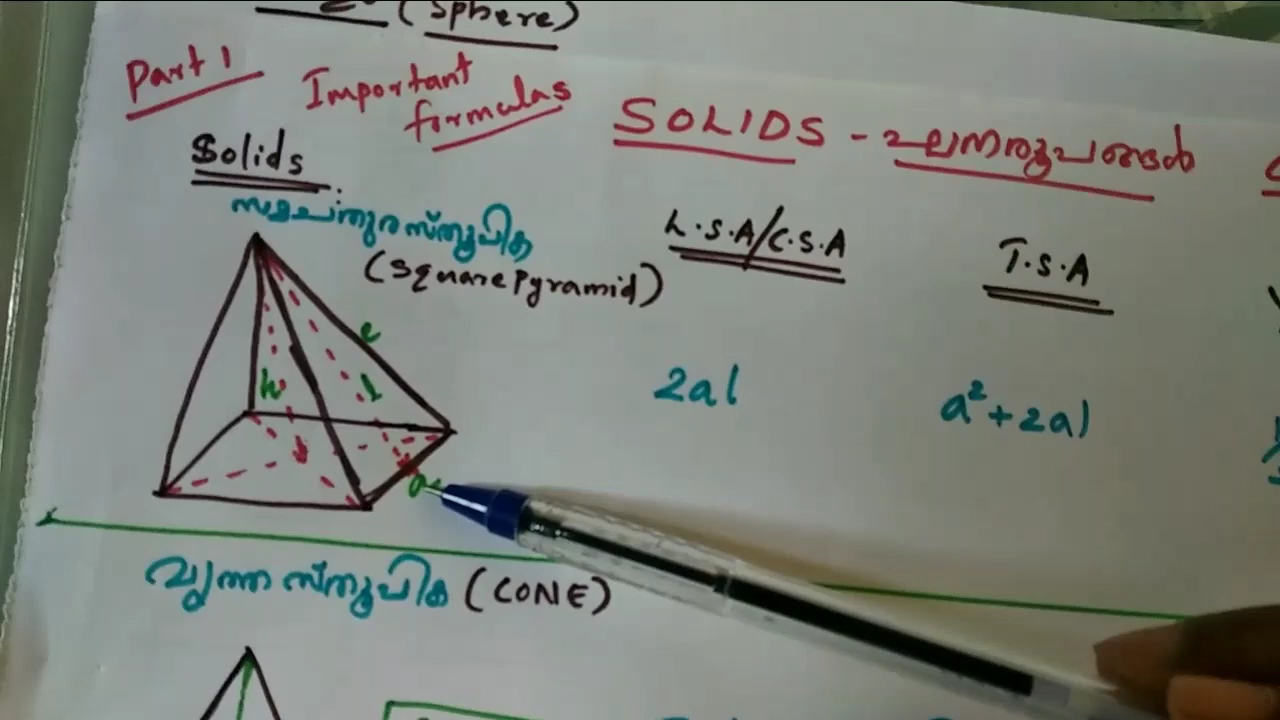 (Sphere)
Part 1
Important
formulas
SOLIDS - ഘനരൂപങ്ങൾ
Solids
സമചതുരസ്തൂപിക
(Square Pyramid)
L.S.A/C.S.A
T.S.A
e
h
l
a
2al
a²+2al
വൃത്തസ്തൂപിക (CONE)